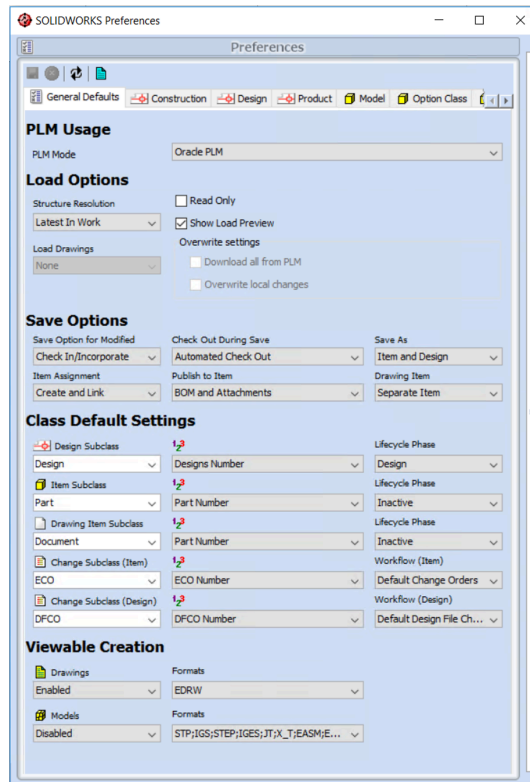 SOLIDWORKS Preferences
Preferences
General Defaults Construction Design Product Model Option Class
PLM Usage
PLM Mode Oracle PLM
Load Options
Structure Resolution Read Only
Latest In Work Show Load Preview
Overwrite settings
Load Drawings Download all from PLM
None
Overwrite local changes
Save Options
Save Option for Modified Check Out During Save Save As
Check In/Incorporate Automated Check Out Item and Design
Item Assignment Publish to Item Drawing Item
Create and Link BOM and Attachments Separate Item
Class Default Settings
Design Subclass 123 Lifecycle Phase
Design Designs Number Design
Item Subclass 123 Lifecycle Phase
Part Part Number Inactive
Drawing Item Subclass 123 Lifecycle Phase
Document Part Number Inactive
Change Subclass (Item) 123 Workflow (Item)
ECO ECO Number Default Change Orders
Change Subclass (Design) 123 Workflow (Design)
DFCO DFCO Number Default Design File Ch...
Viewable Creation
Drawings Formats
Enabled EDRW
Models Formats
Disabled STP;IGS;STEP;IGES;JT;X_T;EASM;E...